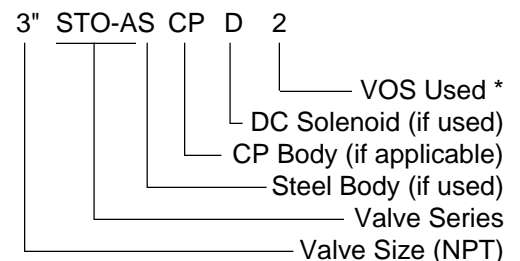 3" STO-AS CP D 2
VOS Used *
DC Solenoid (if used)
CP Body (if applicable)
Steel Body (if used)
Valve Series
Valve Size (NPT)